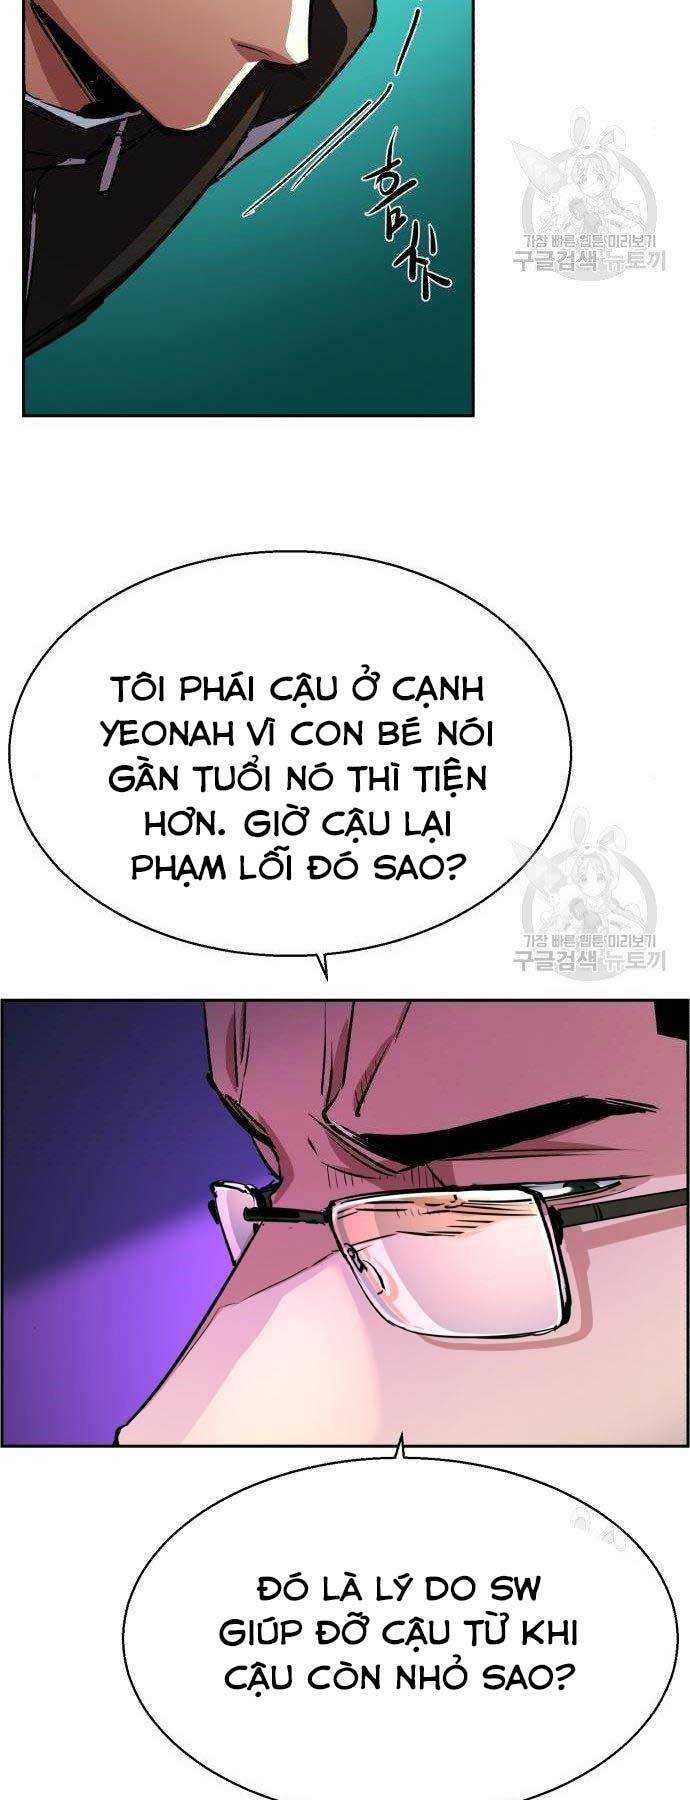 흠칫
가장 빠른 웹툰 미리보기
구글검색 뉴토끼
TÔI PHÁI CẬU Ở CẠNH
YEONAH VÌ CON BÉ NÓI
GẦN TUỔI NÓ THÌ TIỆN
HƠN. GIỜ CẬU LẠI
PHẠM LỖI ĐÓ SAO?
가장 빠른 웹툰 미리보기
구글검색 뉴토끼
ĐÓ LÀ LÝ DO SW
GIÚP ĐỠ CẬU TỪ KHI
CẬU CÒN NHỎ SAO?